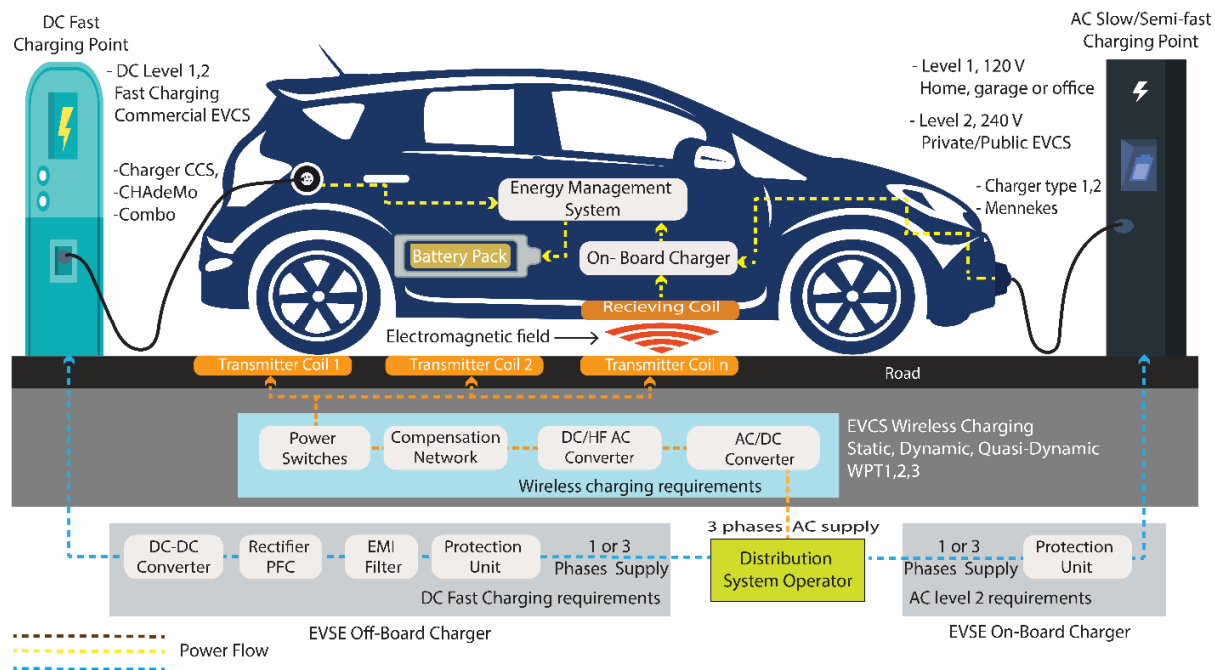 DC Fast
Charging Point
- DC Level 1,2
Fast Charging
Commercial EVCS
-Charger CCS,
-CHAdeMo
-Combo
AC Slow/Semi-fast
Charging Point
- Level 1, 120 V
Home, garage or office
- Level 2, 240 V
Private/Public EVCS
- Charger type 1,2
- Mennekes
Energy Management
System
Battery Pack
On- Board Charger
Recieving Coil
Electromagnetic field
Transmitter Coil 1
Transmitter Coil 2
Transmitter Coil n
Road
Power
Switches
Compensation
Network
DC/HF AC
Converter
AC/DC
Converter
Wireless charging requirements
EVCS Wireless Charging
Static, Dynamic, Quasi-Dynamic
WPT1,2,3
3 phases AC supply
DC-DC
Converter
Rectifier
PFC
EMI
Filter
Protection
Unit
1 or 3
Phases Supply
DC Fast Charging requirements
Distribution
System Operator
1 or 3
Phases Supply
Protection
Unit
AC level 2 requirements
EVSE Off-Board Charger
EVSE On-Board Charger
Power Flow